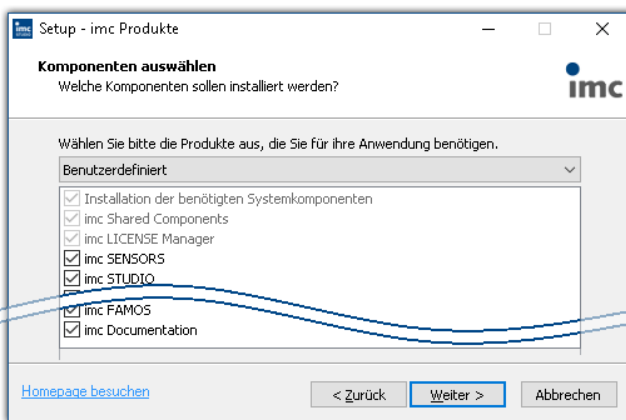 imc Setup - imc Produkte
Komponenten auswählen
Welche Komponenten sollen installiert werden?
imc
Wählen Sie bitte die Produkte aus, die Sie für ihre Anwendung benötigen.
Benutzerdefiniert
Installation der benötigten Systemkomponenten
imc Shared Components
imc LICENSE Manager
imc SENSORS
imc STUDIO
imc FAMOS
imc Documentation
Homepage besuchen
< Zurück
Weiter >
Abbrechen